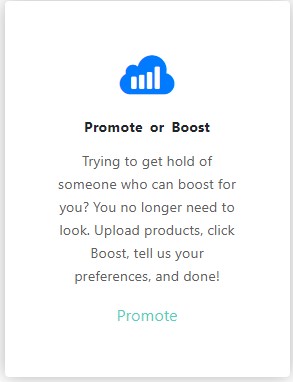 Promote or Boost
Trying to get hold of
someone who can boost for
you? You no longer need to
look. Upload products, click
Boost, tell us your
preferences, and done!
Promote